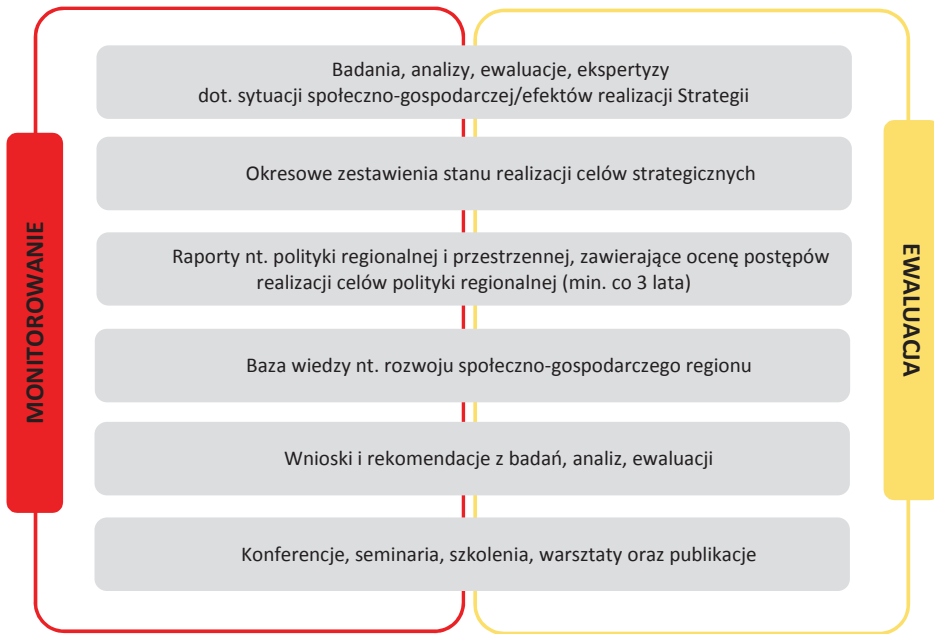 Badania, analizy, ewaluacje, ekspertyzy
dot. sytuacji społeczno-gospodarczej/efektów realizacji Strategii
Okresowe zestawienia stanu realizacji celów strategicznych
MONITOROWANIE
Raporty nt. polityki regionalnej i przestrzennej, zawierające ocenę postępów
realizacji celów polityki regionalnej (min. co 3 lata)
EWALUACJA
Baza wiedzy nt. rozwoju społeczno-gospodarczego regionu
Wnioski i rekomendacje z badań, analiz, ewaluacji
Konferencje, seminaria, szkolenia, warsztaty oraz publikacje